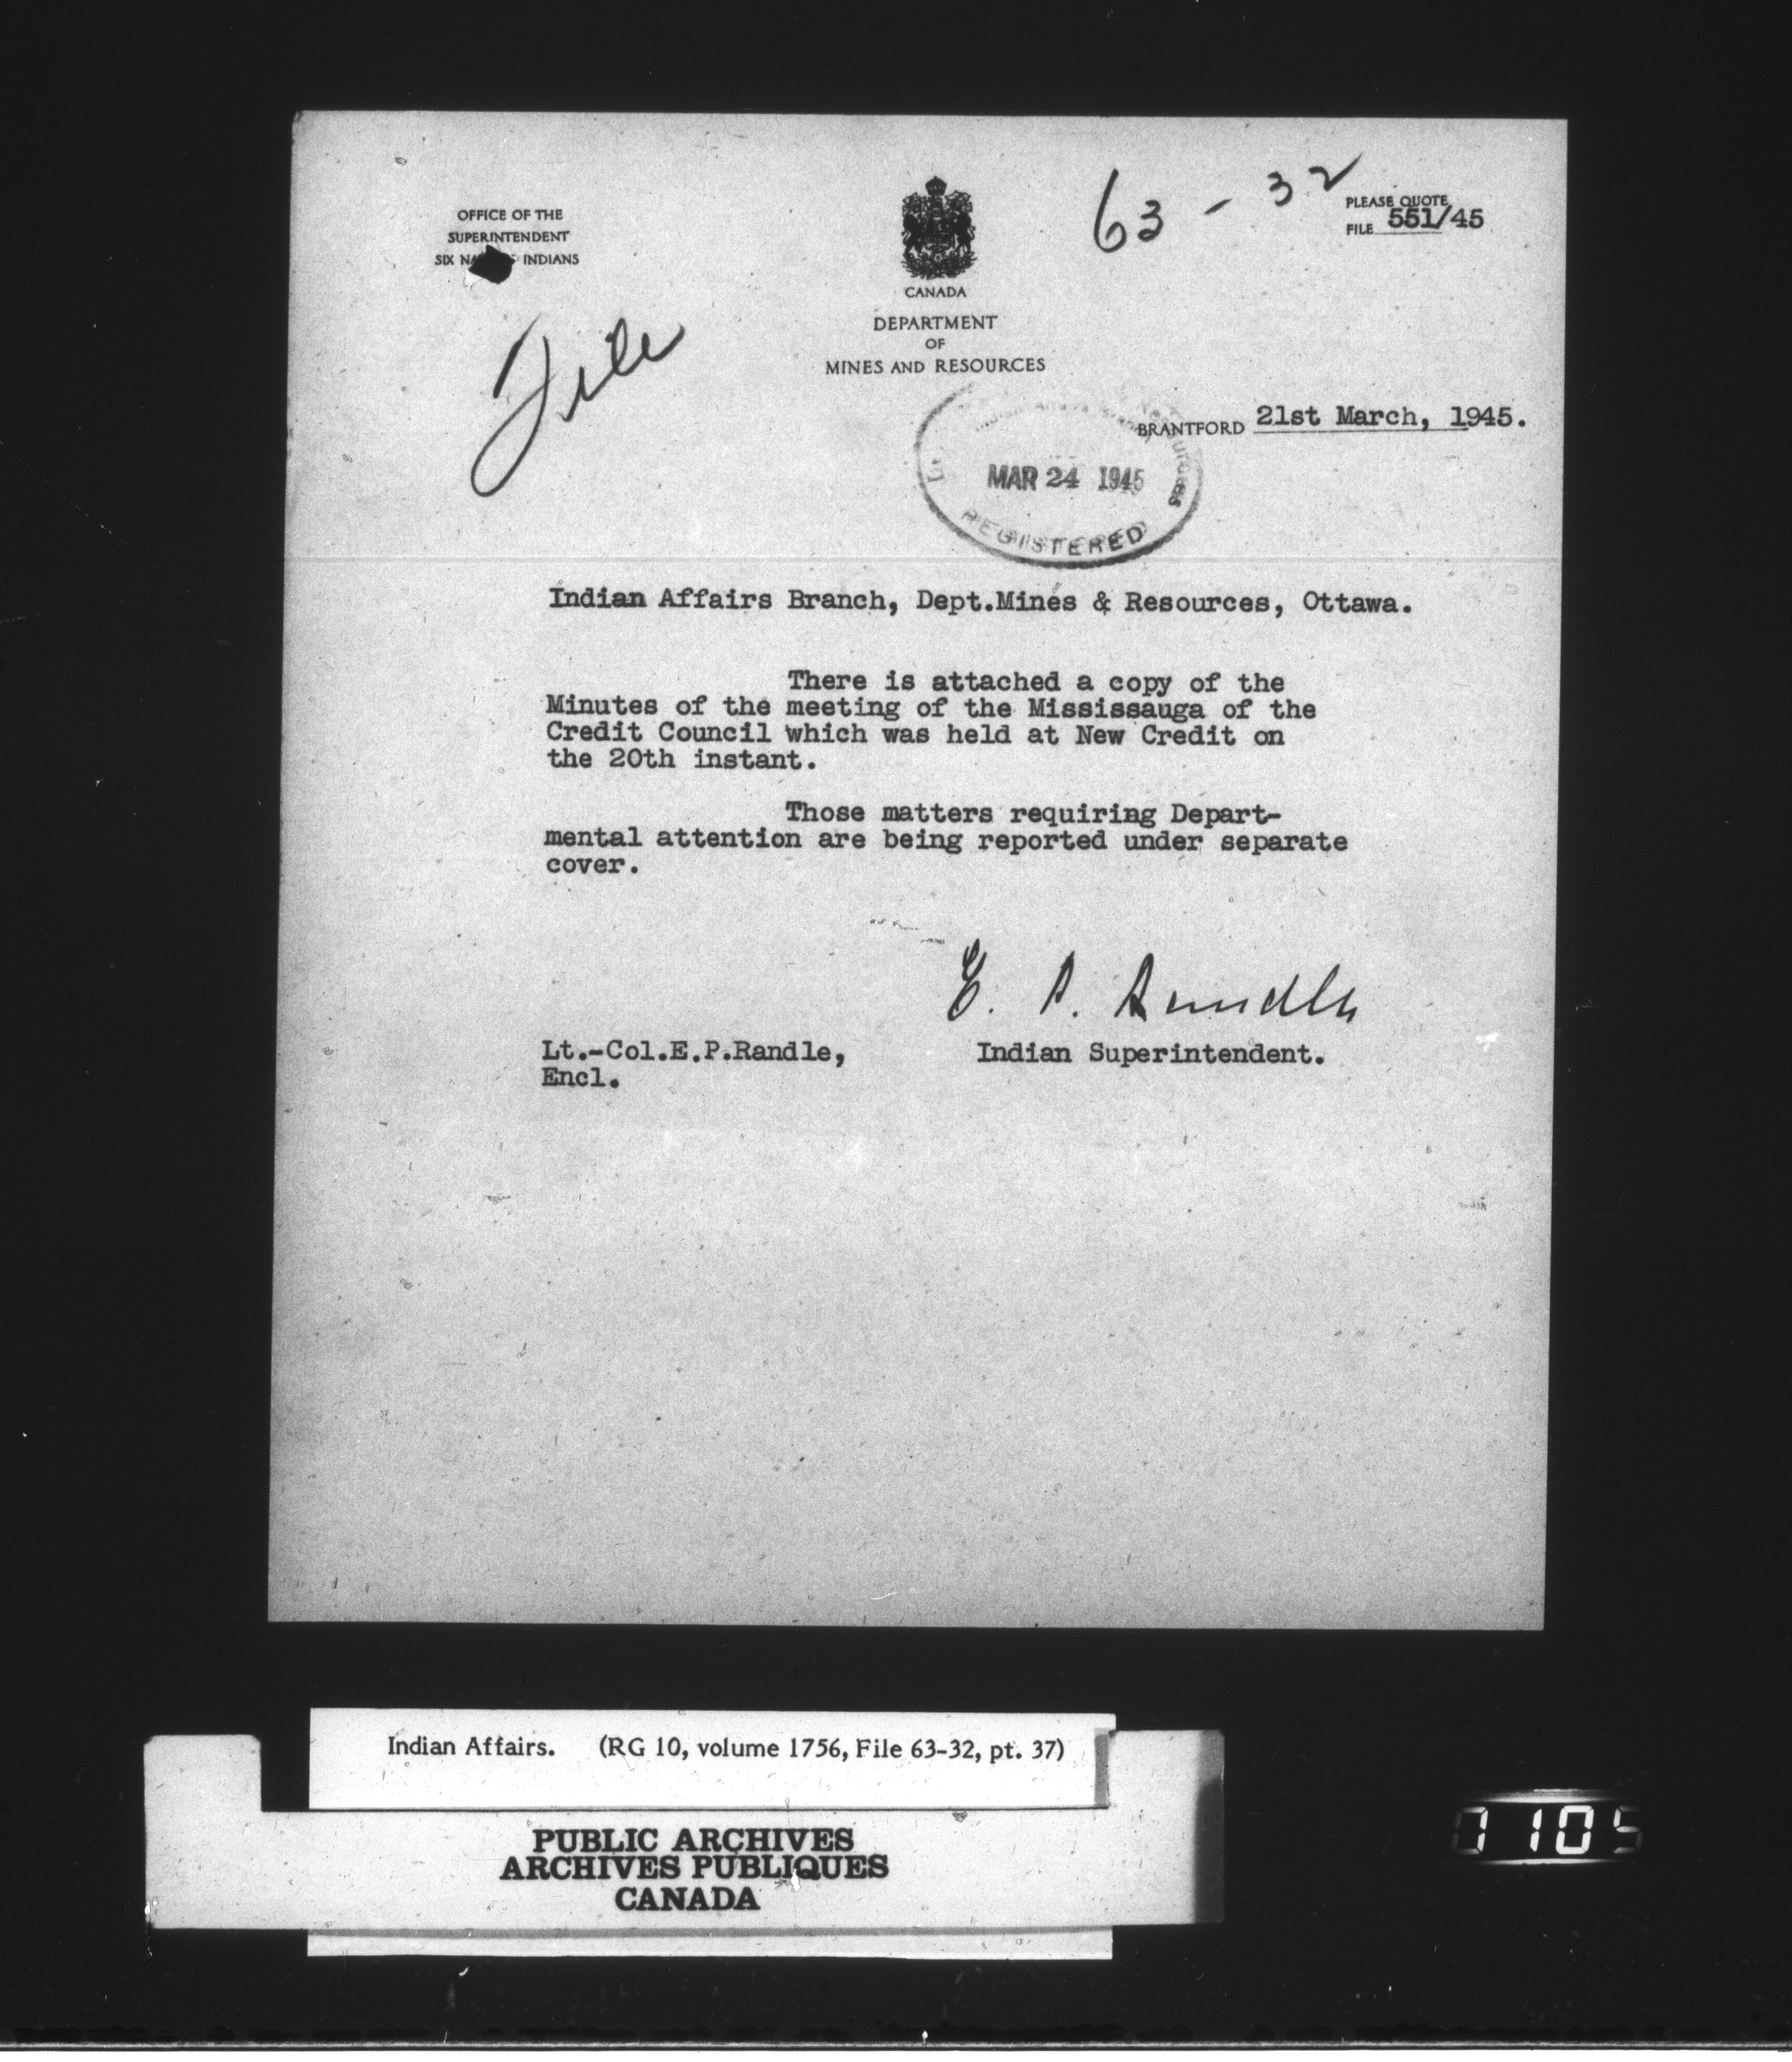 OFFICE OF THE
SUPERINTENDENT
SIX INDIANS
File
CANADA
DEPARTMENT
OF
MINES AND RESOURCES
63-32
PLEASE QUOTE
FILE 551/45
BRANTFORD 21st March, 1945.
MAR 24 1945
REGISTERED
Indian Affairs Branch, Dept.Mines & Resources, Ottawa.
There is attached a copy of the
Minutes of the meeting of the Mississauga of the
Credit Council which was held at New Credit on
the 20th instant.
Those matters requiring Depart-
mental attention are being reported under separate
cover.
E. P. Randle
Lt.-Col.E.P.Randle, Indian Superintendent.
Encl.
Indian Affairs. (RG 10, volume 1756, File 63-32, pt. 37)
PUBLIC ARCHIVES
ARCHIVES PUBLIQUES
CANADA